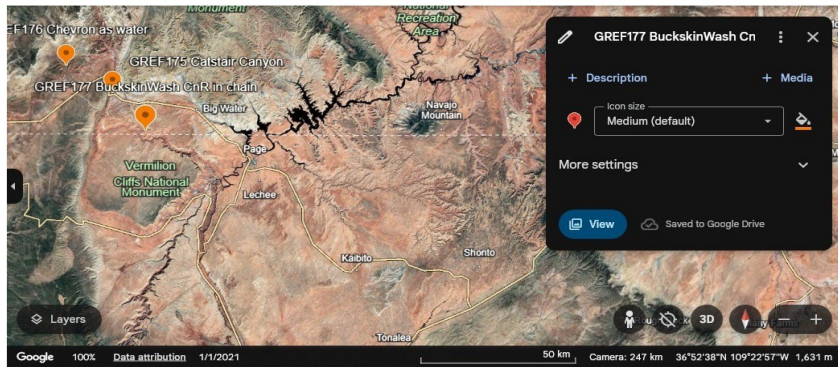 Monument
National
Recreation
Area
GREF176 Chevron as water
GREF175 Catstair Canyon
GREF177 BuckskinWash CnR in chain
Big Water
Navajo
Mountain
Page
Vermilion
Cliffs National
Monument
Lechee
Kaibito
Shonto
Tonalea
GREF177 BuckskinWash Cn
+ Description
+ Media
Icon size
Medium (default)
More settings
View
Saved to Google Drive
Layers
3D
Google 100% Data attribution 1/1/2021 50 km Camera: 247 km 36°52'38"N 109°22'57"W 1,631 m